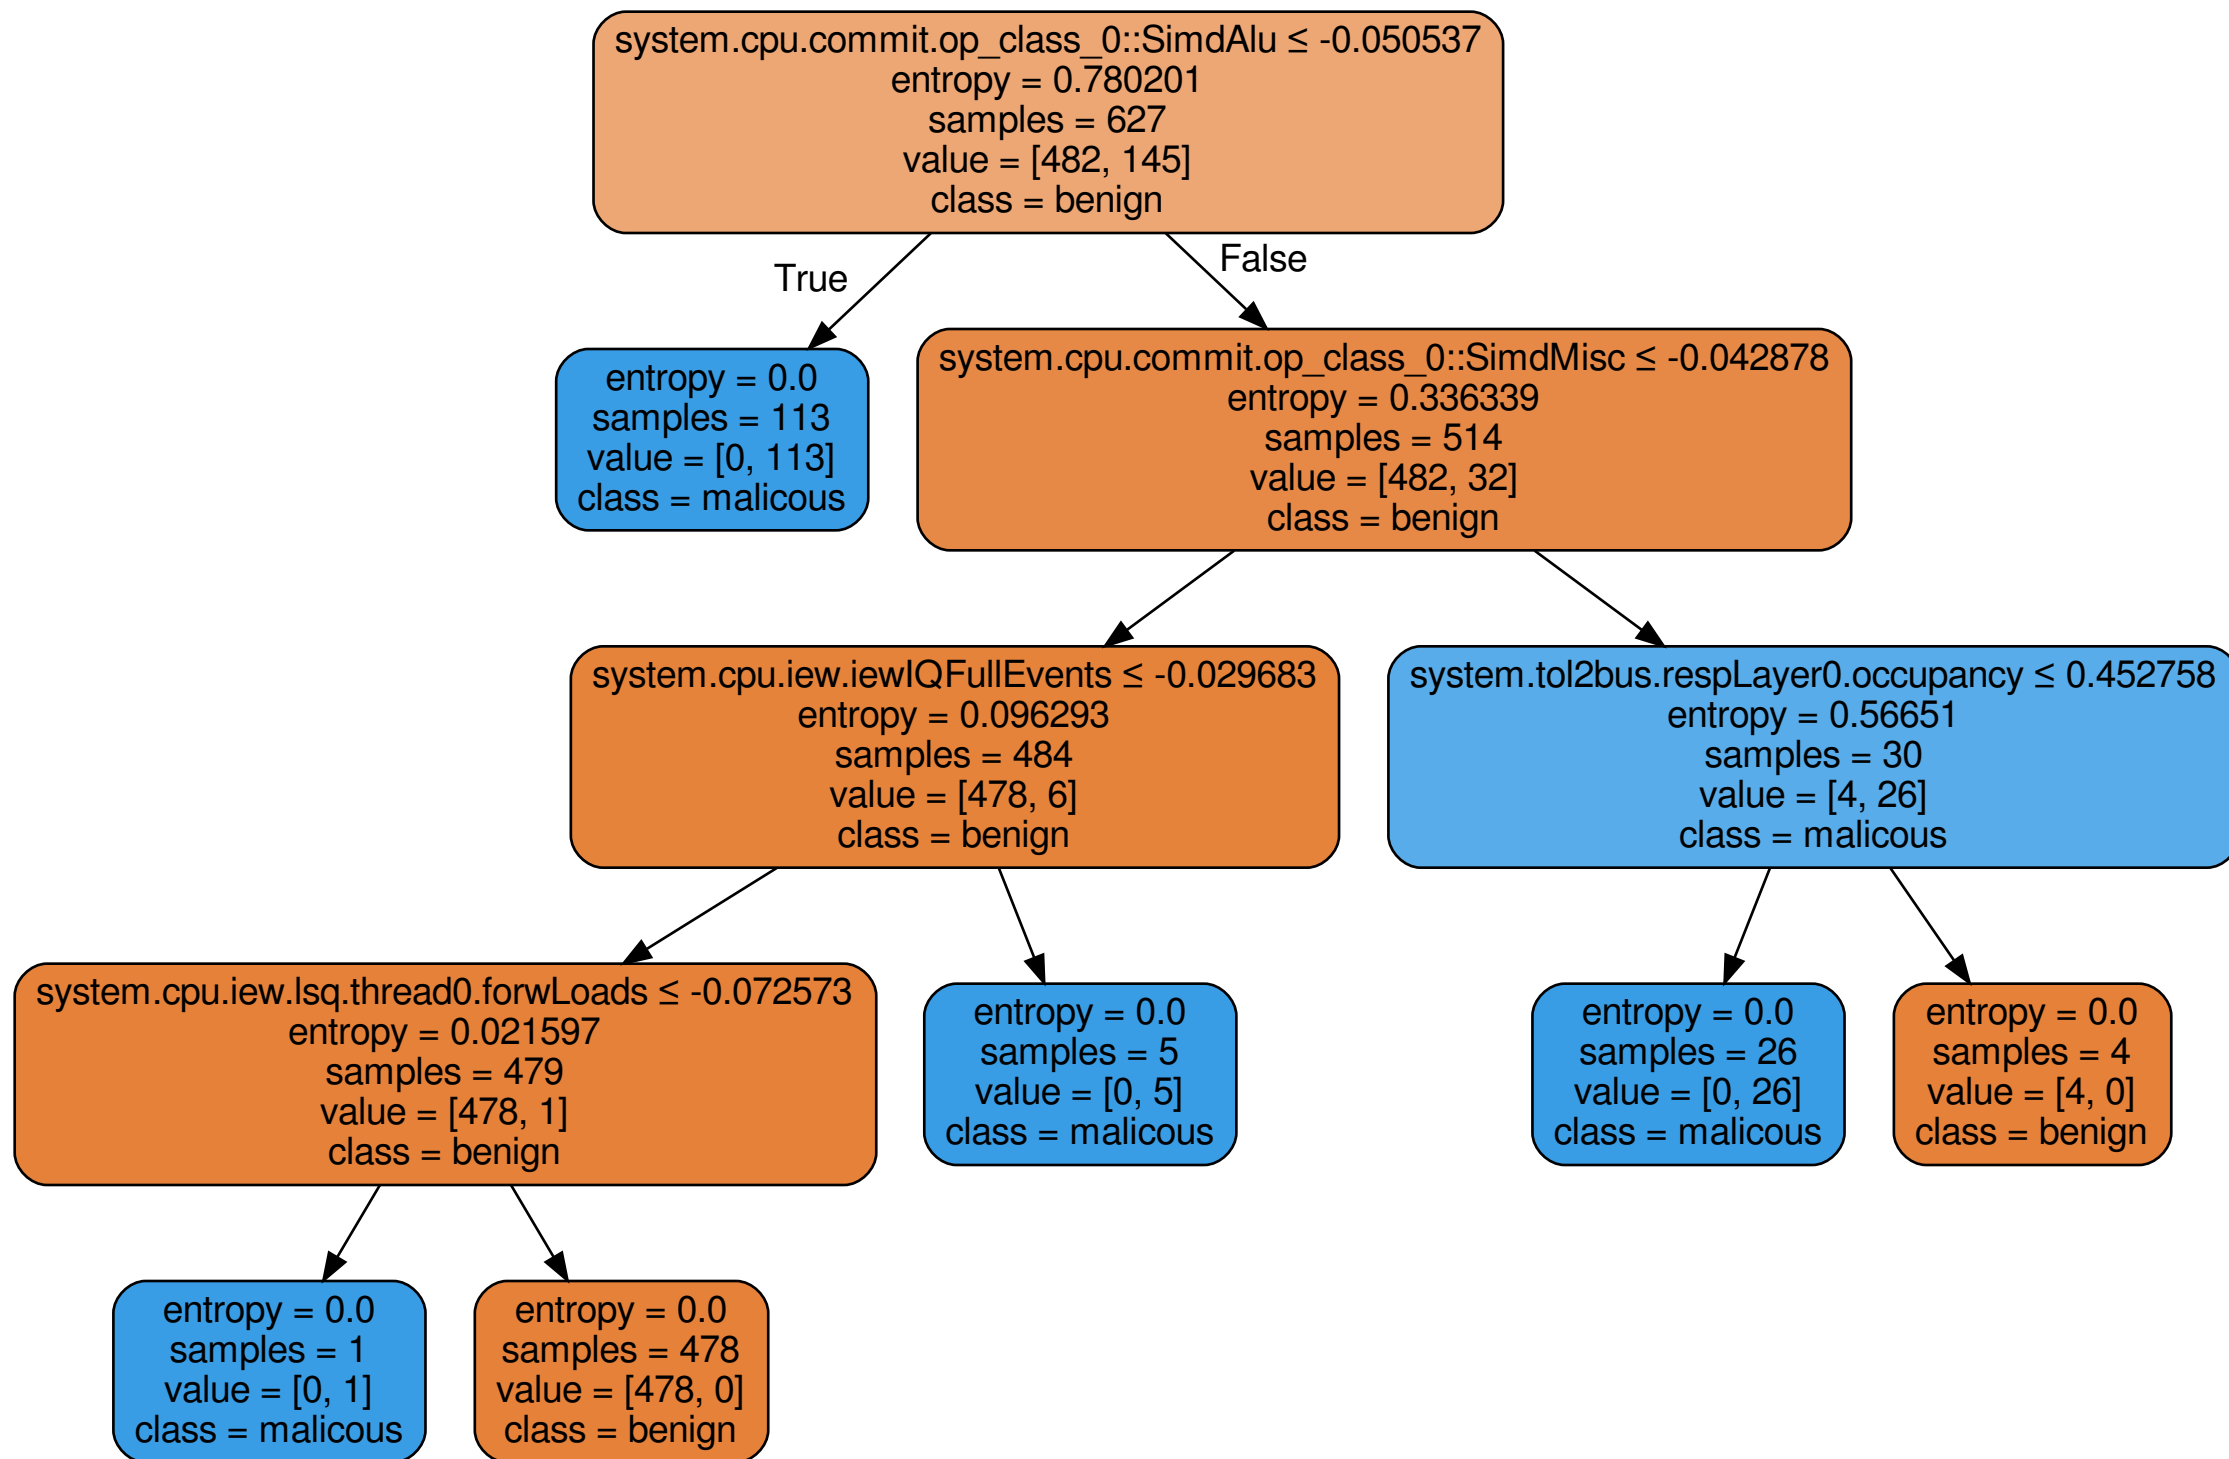 system.cpu.commit.op_class_0::SimdAlu ≤ -0.050537
entropy = 0.780201
samples = 627
value = [482, 145]
class = benign
True
False
entropy = 0.0
samples = 113
value = [0, 113]
class = malicous
system.cpu.commit.op_class_0::SimdMisc ≤ -0.042878
entropy = 0.336339
samples = 514
value = [482, 32]
class = benign
system.cpu.iew.iewIQFullEvents ≤ -0.029683
entropy = 0.096293
samples = 484
value = [478, 6]
class = benign
system.tol2bus.respLayer0.occupancy ≤ 0.452758
entropy = 0.56651
samples = 30
value = [4, 26]
class = malicous
system.cpu.iew.lsq.thread0.forwLoads ≤ -0.072573
entropy = 0.021597
samples = 479
value = [478, 1]
class = benign
entropy = 0.0
samples = 5
value = [0, 5]
class = malicous
entropy = 0.0
samples = 26
value = [0, 26]
class = malicous
entropy = 0.0
samples = 4
value = [4, 0]
class = benign
entropy = 0.0
samples = 1
value = [0, 1]
class = malicous
entropy = 0.0
samples = 478
value = [478, 0]
class = benign